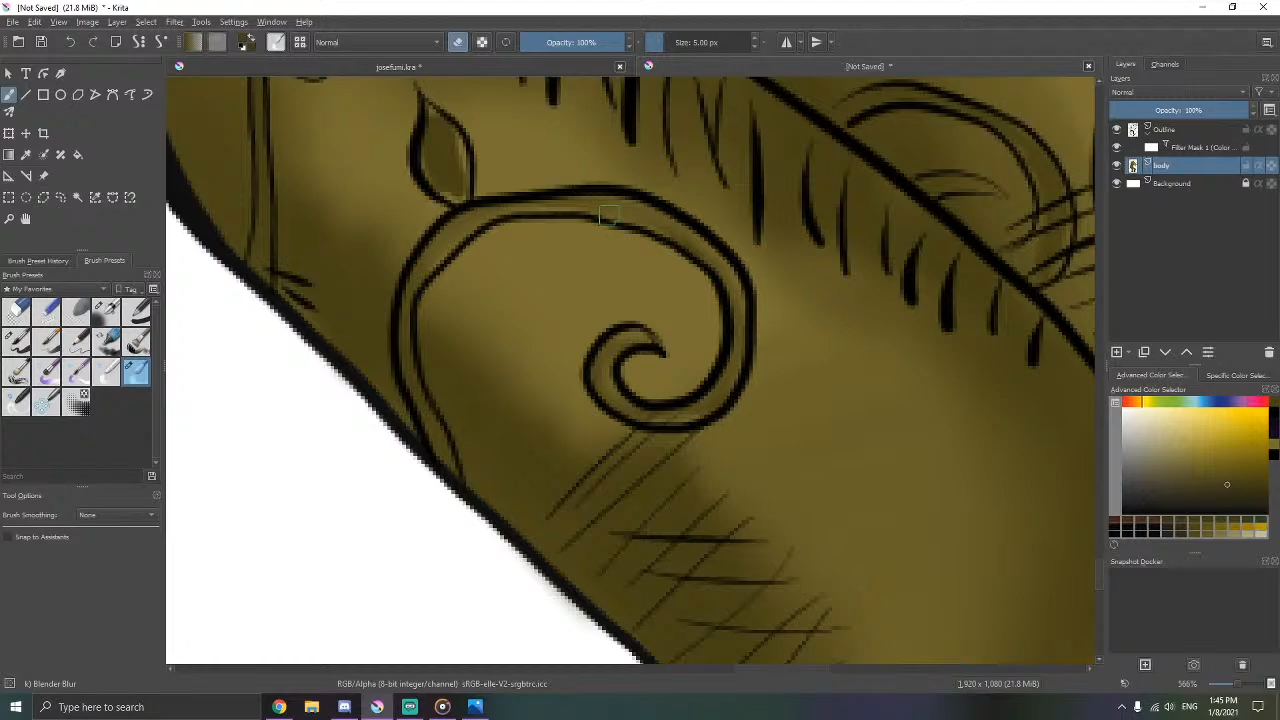 [Not Saved] (21.8 MiB) * - Krita
File Edit View Image Layer Select Filter Tools Settings Window Help
Normal Opacity: 100% Size: 5.00 px
josefumi.kra * [Not Saved] *
Layers Channels
Layers
Normal
Opacity: 100%
Outline
Filter Mask 1 (Color ...
body
Background
Brush Preset History Brush Presets
Brush Presets
My Favorites Tag
Search
Tool Options
Brush Smoothing: None
Snap to Assistants
Advanced Color Selec... Specific Color Selec...
Advanced Color Selector
Snapshot Docker
k) Blender Blur RGB/Alpha (8-bit integer/channel) sRGB-elle-V2-srgbtrc.icc 1,920 x 1,080 (21.8 MiB) 566%
Type here to search ENG 1:45 PM
1/8/2021